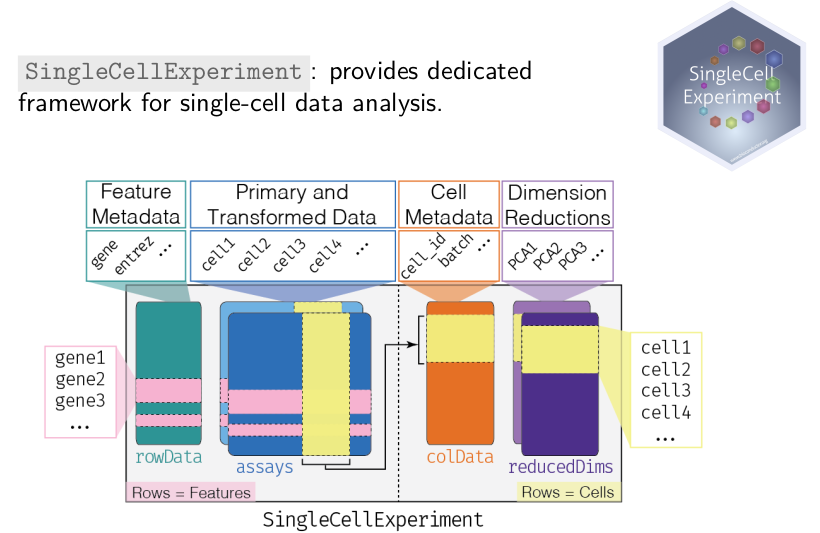 SingleCellExperiment: provides dedicated
framework for single-cell data analysis.
SingleCell
Experiment
Feature
Metadata
Primary and
Transformed Data
Cell
Metadata
Dimension
Reductions
gene entrez ...
cell1 cell2 cell3 cell4 ...
cell_id batch ...
PCA1 PCA2 PCA3 ...
gene1
gene2
gene3
...
cell1
cell2
cell3
cell4
...
rowData
assays
colData
reducedDims
Rows = Features
Rows = Cells
SingleCellExperiment